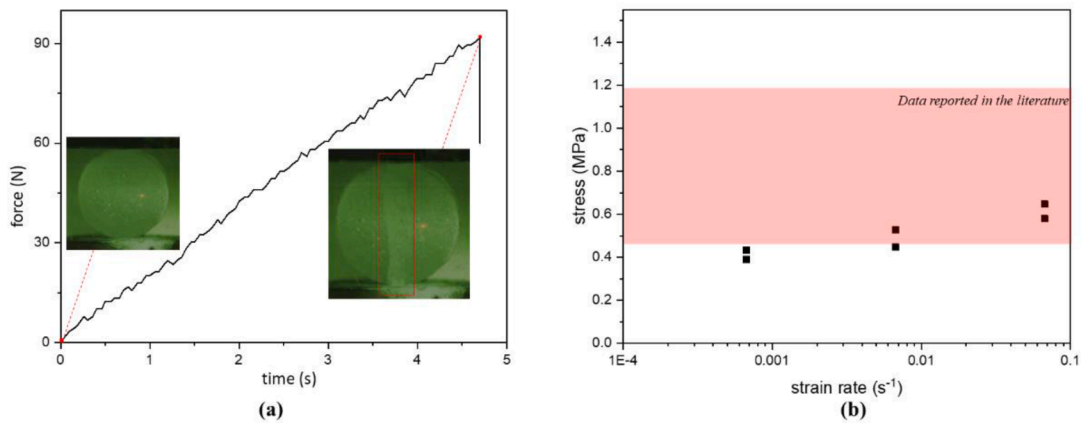 (a)
90
60
30
0
force (N)
0 1 2 3 4 5
time (s)
(a)
(b)
1.4
1.2
1.0
0.8
0.6
0.4
0.2
0.0
stress (MPa)
Data reported in the literature
1E-4 0.001 0.01 0.1
strain rate (s⁻¹)
(b)